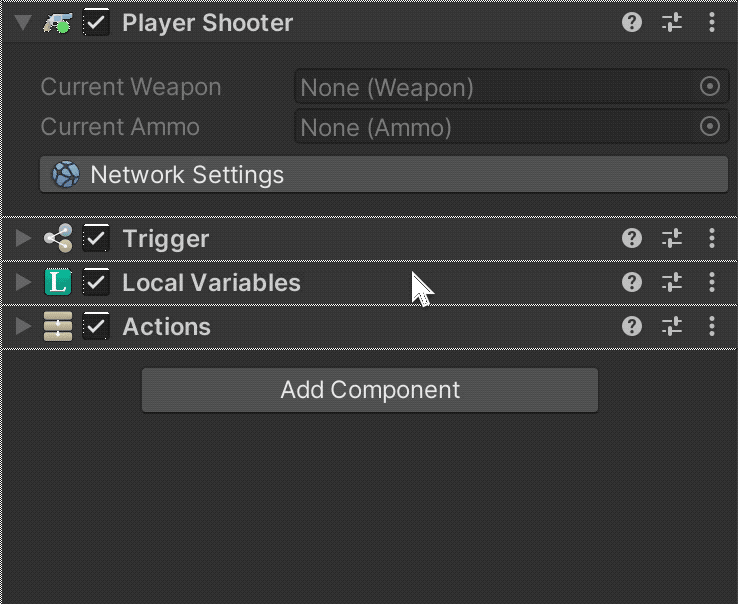 Player Shooter
Current Weapon None (Weapon)
Current Ammo None (Ammo)
Network Settings
Trigger
L Local Variables
Actions
Add Component